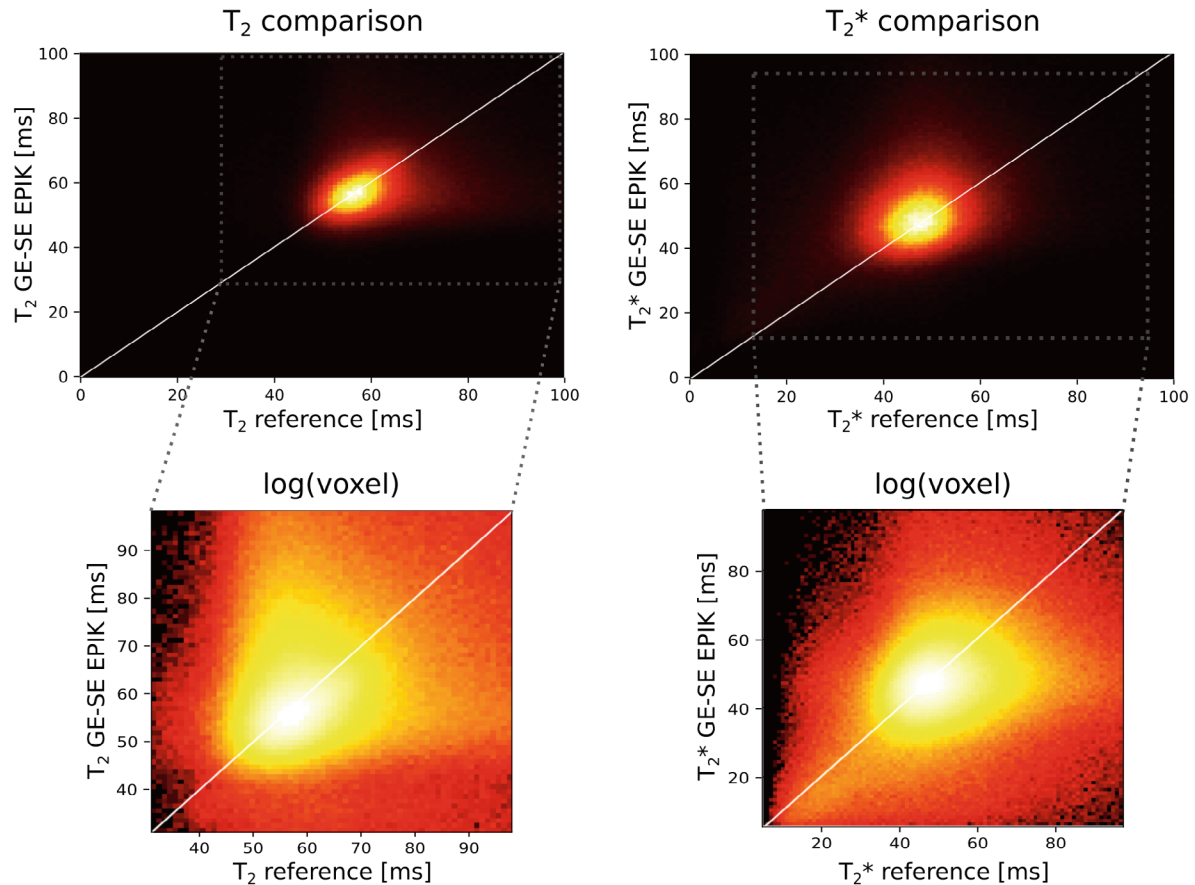 T2 comparison
T2* comparison
100
80
60
40
20
0
T2 GE-SE EPIK [ms]
0 20 40 60 80 100
T2 reference [ms]
100
80
60
40
20
0
T2* GE-SE EPIK [ms]
0 20 40 60 80 100
T2* reference [ms]
log(voxel)
log(voxel)
90
80
70
60
50
40
T2 GE-SE EPIK [ms]
40 50 60 70 80 90
T2 reference [ms]
80
60
40
20
T2* GE-SE EPIK [ms]
20 40 60 80
T2* reference [ms]